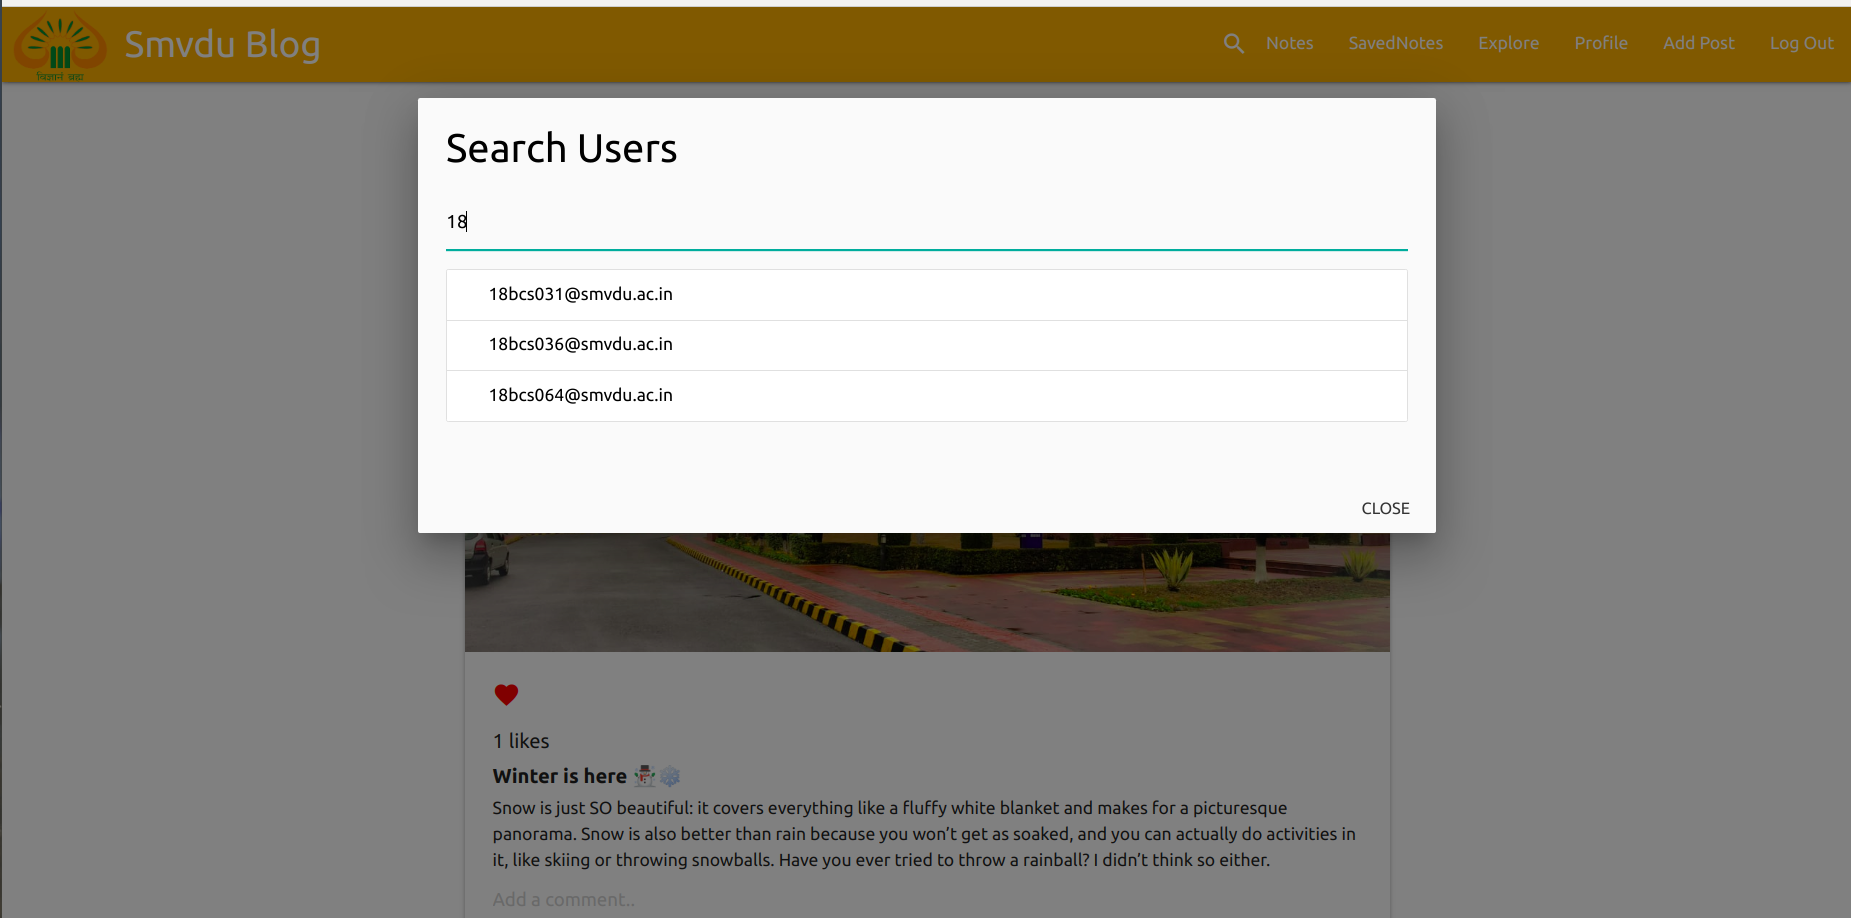 विज्ञानं ब्रह्म
Smvdu Blog
Notes
SavedNotes
Explore
Profile
Add Post
Log Out
Search Users
18
18bcs031@smvdu.ac.in
18bcs036@smvdu.ac.in
18bcs064@smvdu.ac.in
CLOSE
1 likes
Winter is here ☃️❄️
Snow is just SO beautiful: it covers everything like a fluffy white blanket and makes for a picturesque
panorama. Snow is also better than rain because you won’t get as soaked, and you can actually do activities in
it, like skiing or throwing snowballs. Have you ever tried to throw a rainball? I didn’t think so either.
Add a comment..